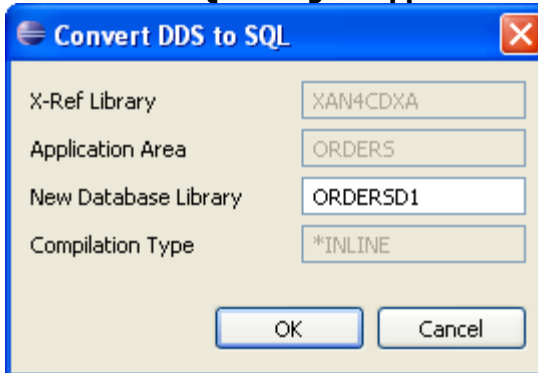 Convert DDS to SQL
X-Ref Library XAN4CDXA
Application Area ORDERS
New Database Library ORDERSD1
Compilation Type *INLINE
OK Cancel